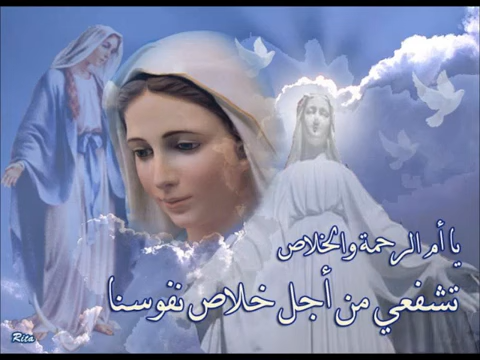 يا أم الرحمة والخلاص
تشفعي من أجل خلاص نفوسنا
Rita